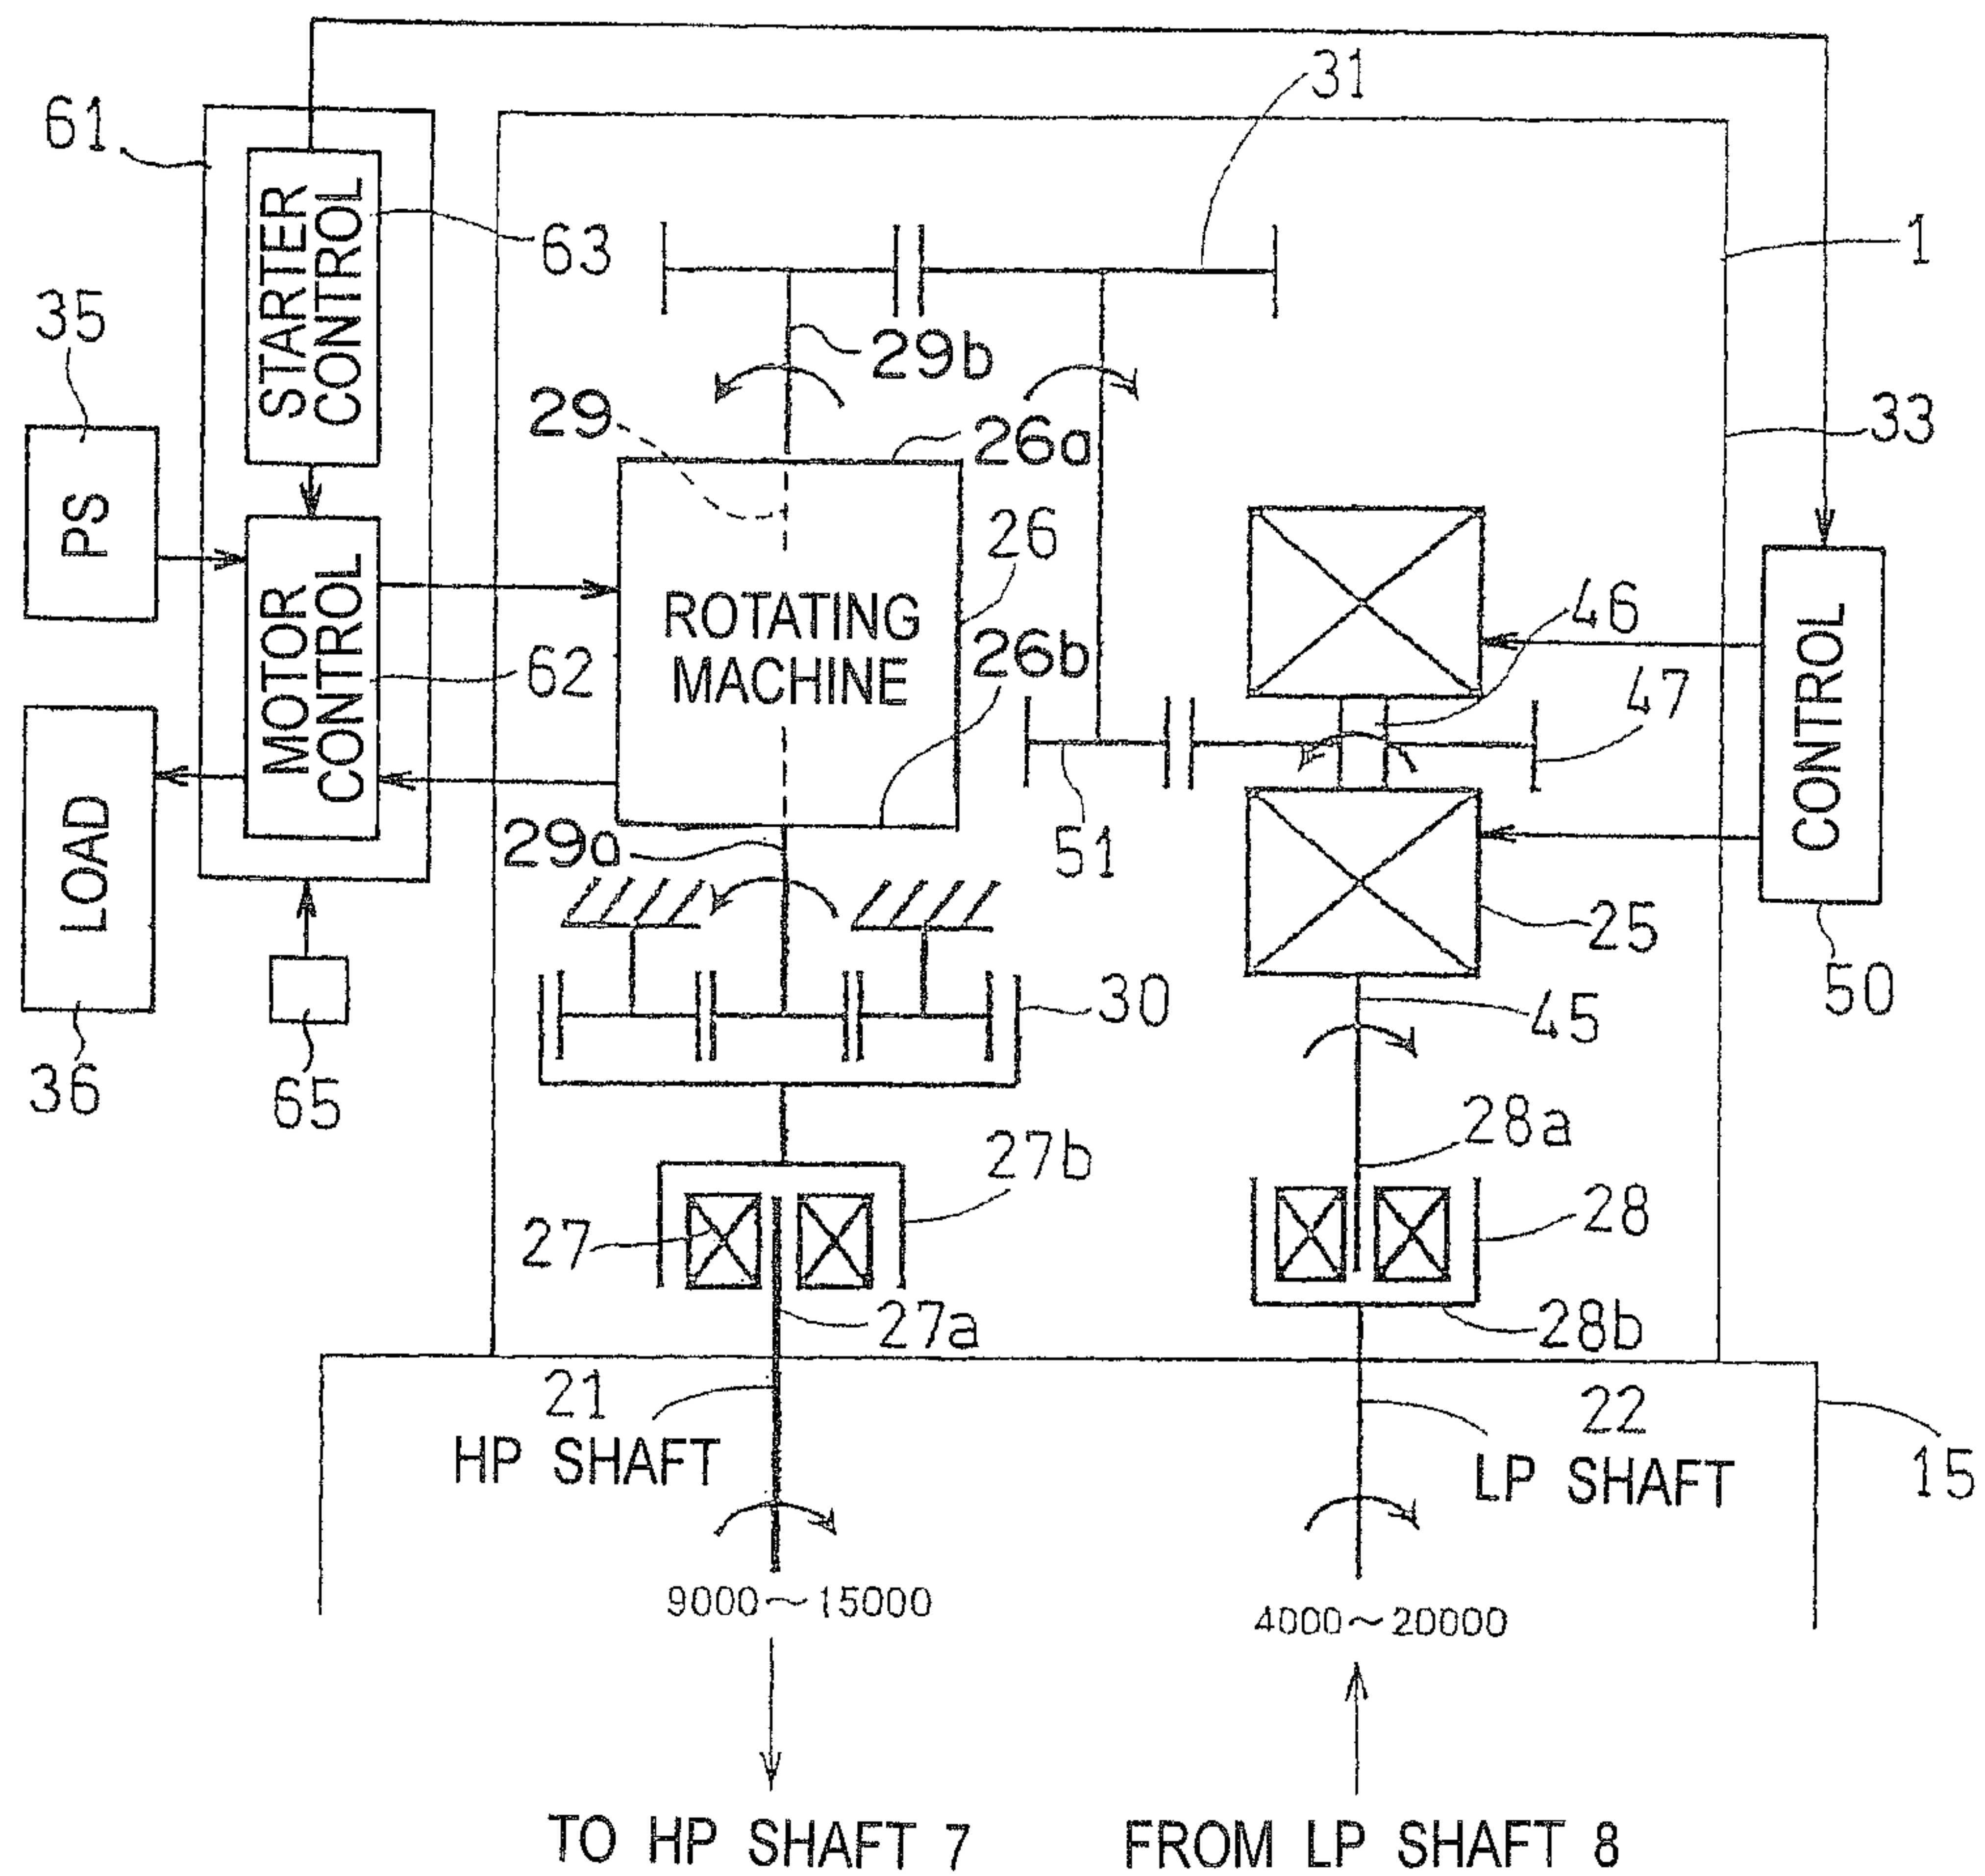 31
61
STARTER
CONTROL
63
1
35
29b
33
29
26a
PS
26
ROTATING
MACHINE
46
26b
62
47
MOTOR
CONTROL
CONTROL
LOAD
29a
51
25
50
30
45
36
65
27b
28a
27
28
27a
28b
21
HP SHAFT
22
LP SHAFT
15
9000~15000
4000~20000
TO HP SHAFT 7
FROM LP SHAFT 8